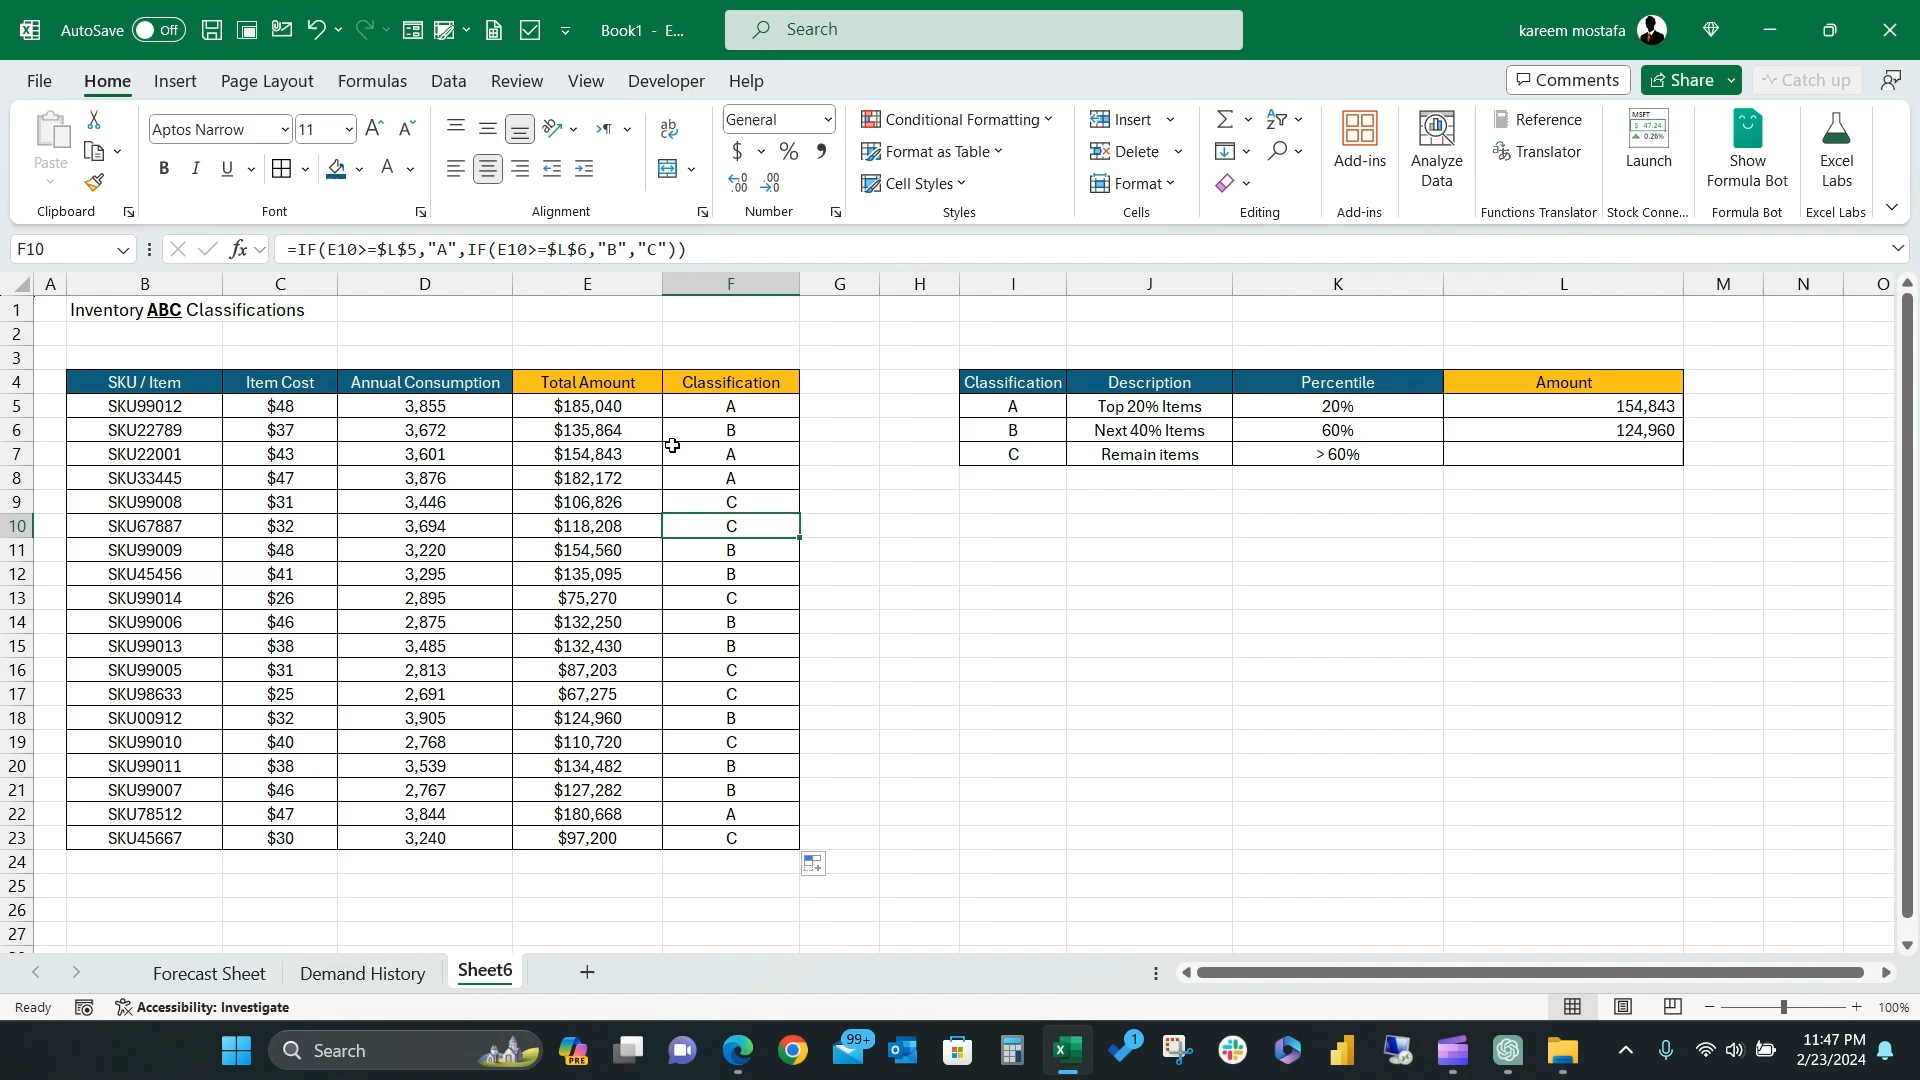 AutoSave Off Book1 - E... Search kareem mostafa
File Home Insert Page Layout Formulas Data Review View Developer Help Comments Share Catch up
Paste Aptos Narrow 11 General Conditional Formatting Insert Reference
Format as Table Delete Translator
Cell Styles Format
B I U A $ % Add-ins Analyze Data Launch Show Formula Bot Excel Labs
Clipboard Font Alignment Number Styles Cells Editing Add-ins Functions Translator Stock Conne... Formula Bot Excel Labs
F10 fx =IF(E10>=$L$5,"A",IF(E10>=$L$6,"B","C"))
A B C D E F G H I J K L M N O
1 Inventory ABC Classifications
2
3
4 SKU / Item Item Cost Annual Consumption Total Amount Classification Classification Description Percentile Amount
5 SKU99012 $48 3,855 $185,040 A A Top 20% Items 20% 154,843
6 SKU22789 $37 3,672 $135,864 B B Next 40% Items 60% 124,960
7 SKU22001 $43 3,601 $154,843 A C Remain items > 60%
8 SKU33445 $47 3,876 $182,172 A
9 SKU99008 $31 3,446 $106,826 C
10 SKU67887 $32 3,694 $118,208 C
11 SKU99009 $48 3,220 $154,560 B
12 SKU45456 $41 3,295 $135,095 B
13 SKU99014 $26 2,895 $75,270 C
14 SKU99006 $46 2,875 $132,250 B
15 SKU99013 $38 3,485 $132,430 B
16 SKU99005 $31 2,813 $87,203 C
17 SKU98633 $25 2,691 $67,275 C
18 SKU00912 $32 3,905 $124,960 B
19 SKU99010 $40 2,768 $110,720 C
20 SKU99011 $38 3,539 $134,482 B
21 SKU99007 $46 2,767 $127,282 B
22 SKU78512 $47 3,844 $180,668 A
23 SKU45667 $30 3,240 $97,200 C
24
25
26
27
Forecast Sheet Demand History Sheet6
Ready Accessibility: Investigate 100%
Search 99+ 1 11:47 PM
2/23/2024